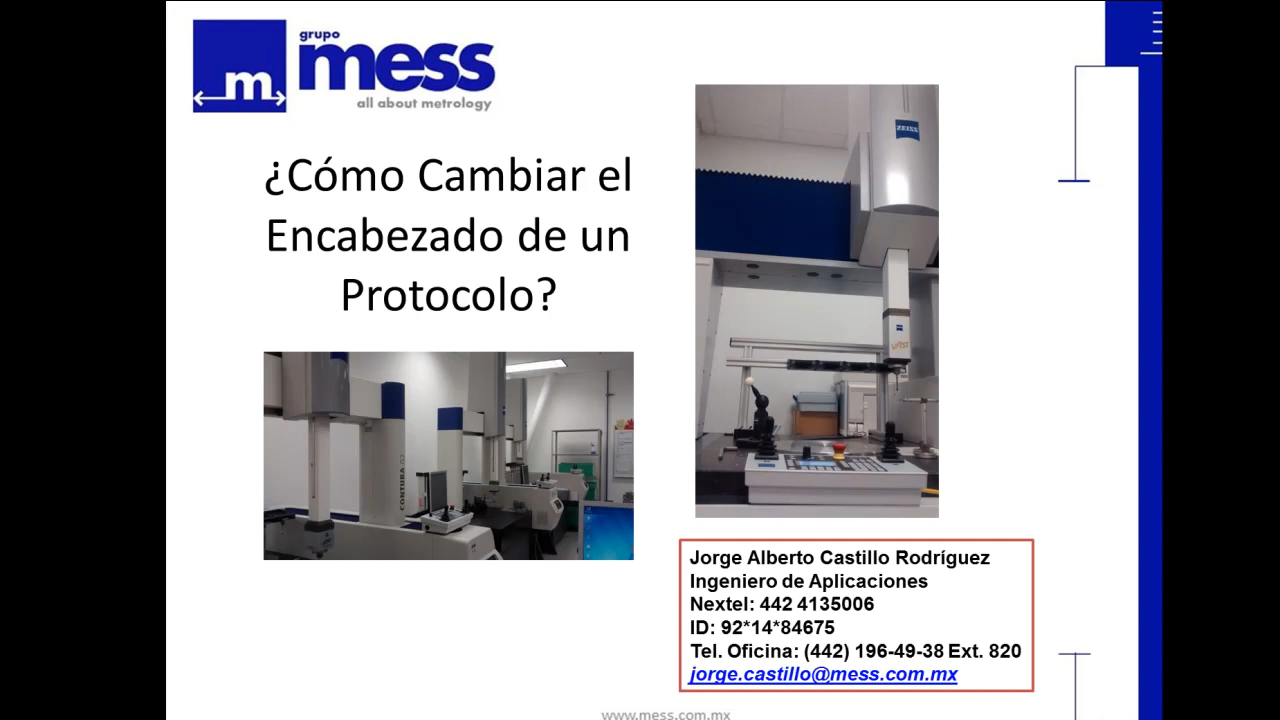 grupo
mess
all about metrology
m
¿Cómo Cambiar el
Encabezado de un
Protocolo?
ZEISS
VAST
CONTURA G2
Jorge Alberto Castillo Rodríguez
Ingeniero de Aplicaciones
Nextel: 442 4135006
ID: 92*14*84675
Tel. Oficina: (442) 196-49-38 Ext. 820
jorge.castillo@mess.com.mx
www.mess.com.mx